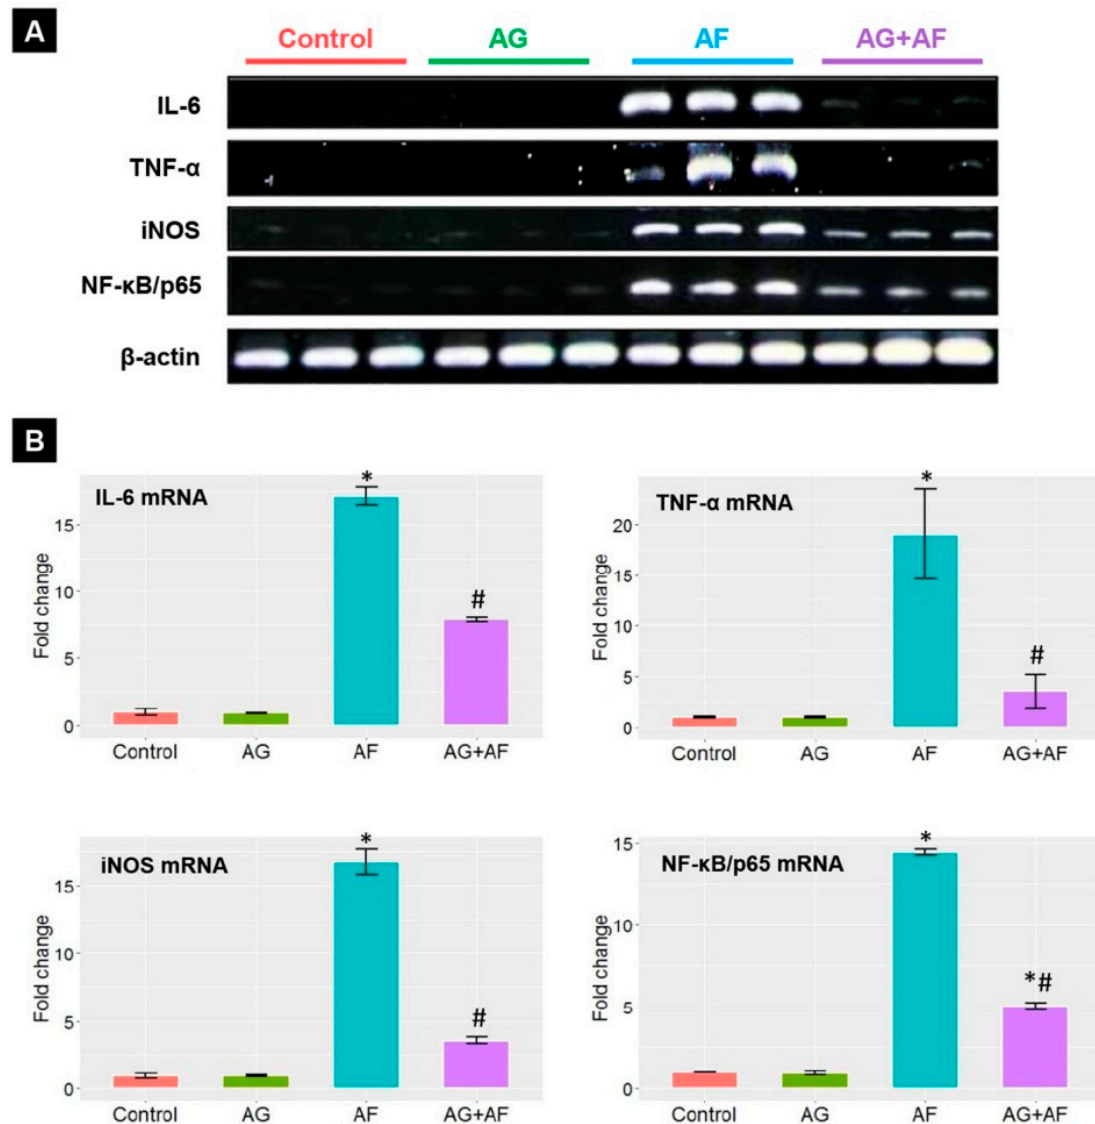 A
Control AG AF AG+AF
IL-6
TNF-α
iNOS
NF-κB/p65
β-actin
B
IL-6 mRNA
*
#
15
10
5
0
Fold change
Control AG AF AG+AF
TNF-α mRNA
*
#
20
15
10
5
0
Fold change
Control AG AF AG+AF
iNOS mRNA
*
#
15
10
5
0
Fold change
Control AG AF AG+AF
NF-κB/p65 mRNA
*
*#
15
10
5
0
Fold change
Control AG AF AG+AF